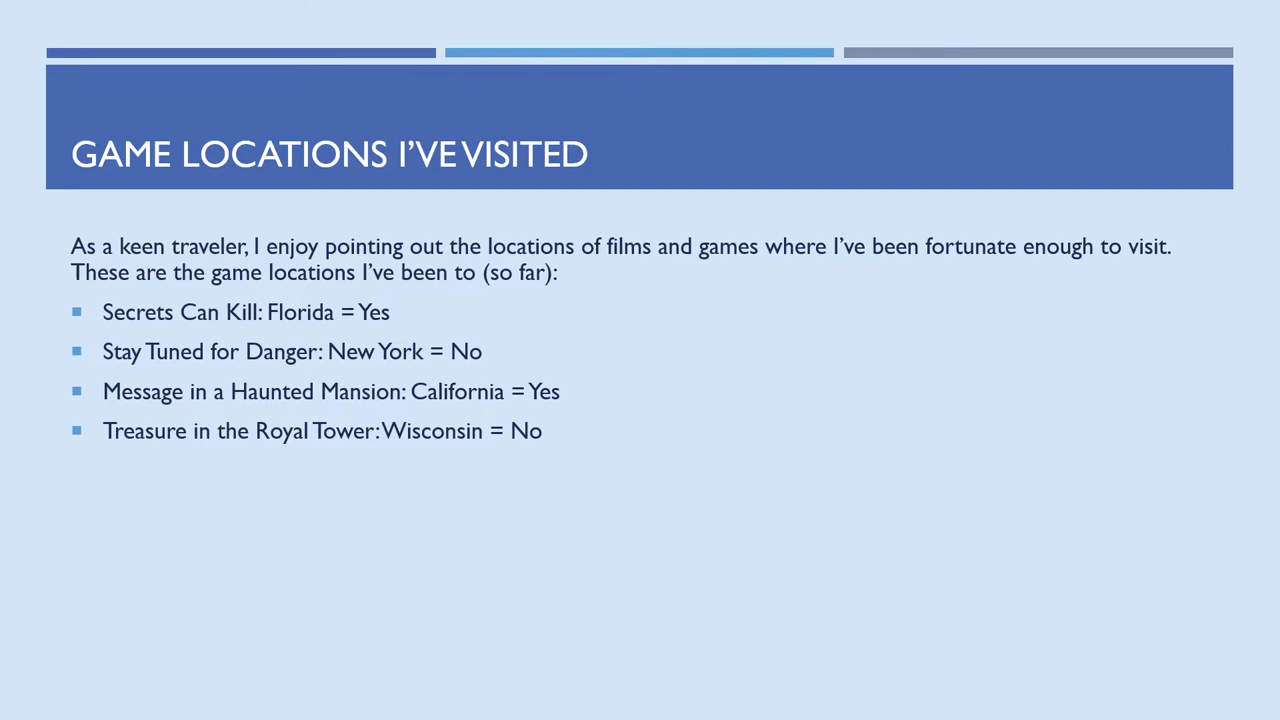 GAME LOCATIONS I'VE VISITED
As a keen traveler, I enjoy pointing out the locations of films and games where I've been fortunate enough to visit.
These are the game locations I've been to (so far):
Secrets Can Kill: Florida = Yes
Stay Tuned for Danger: New York = No
Message in a Haunted Mansion: California = Yes
Treasure in the Royal Tower: Wisconsin = No